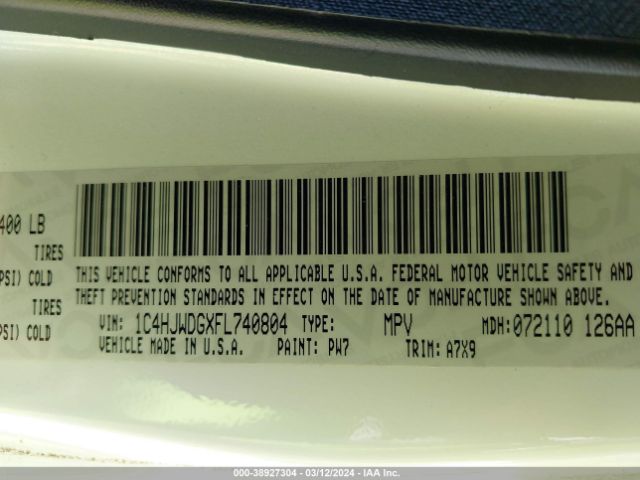 400 LB
TIRES
PSI) COLD
TIRES
PSI) COLD
THIS VEHICLE CONFORMS TO ALL APPLICABLE U.S.A. FEDERAL MOTOR VEHICLE SAFETY AND
THEFT PREVENTION STANDARDS IN EFFECT ON THE DATE OF MANUFACTURE SHOWN ABOVE.
VIN: 1C4HJWDGXFL740804 TYPE: MPV MDH: 072110 126AA
VEHICLE MADE IN U.S.A. PAINT: PW7 TRIM: A7X9
000-38927304 — 03/12/2024 — IAA Inc.